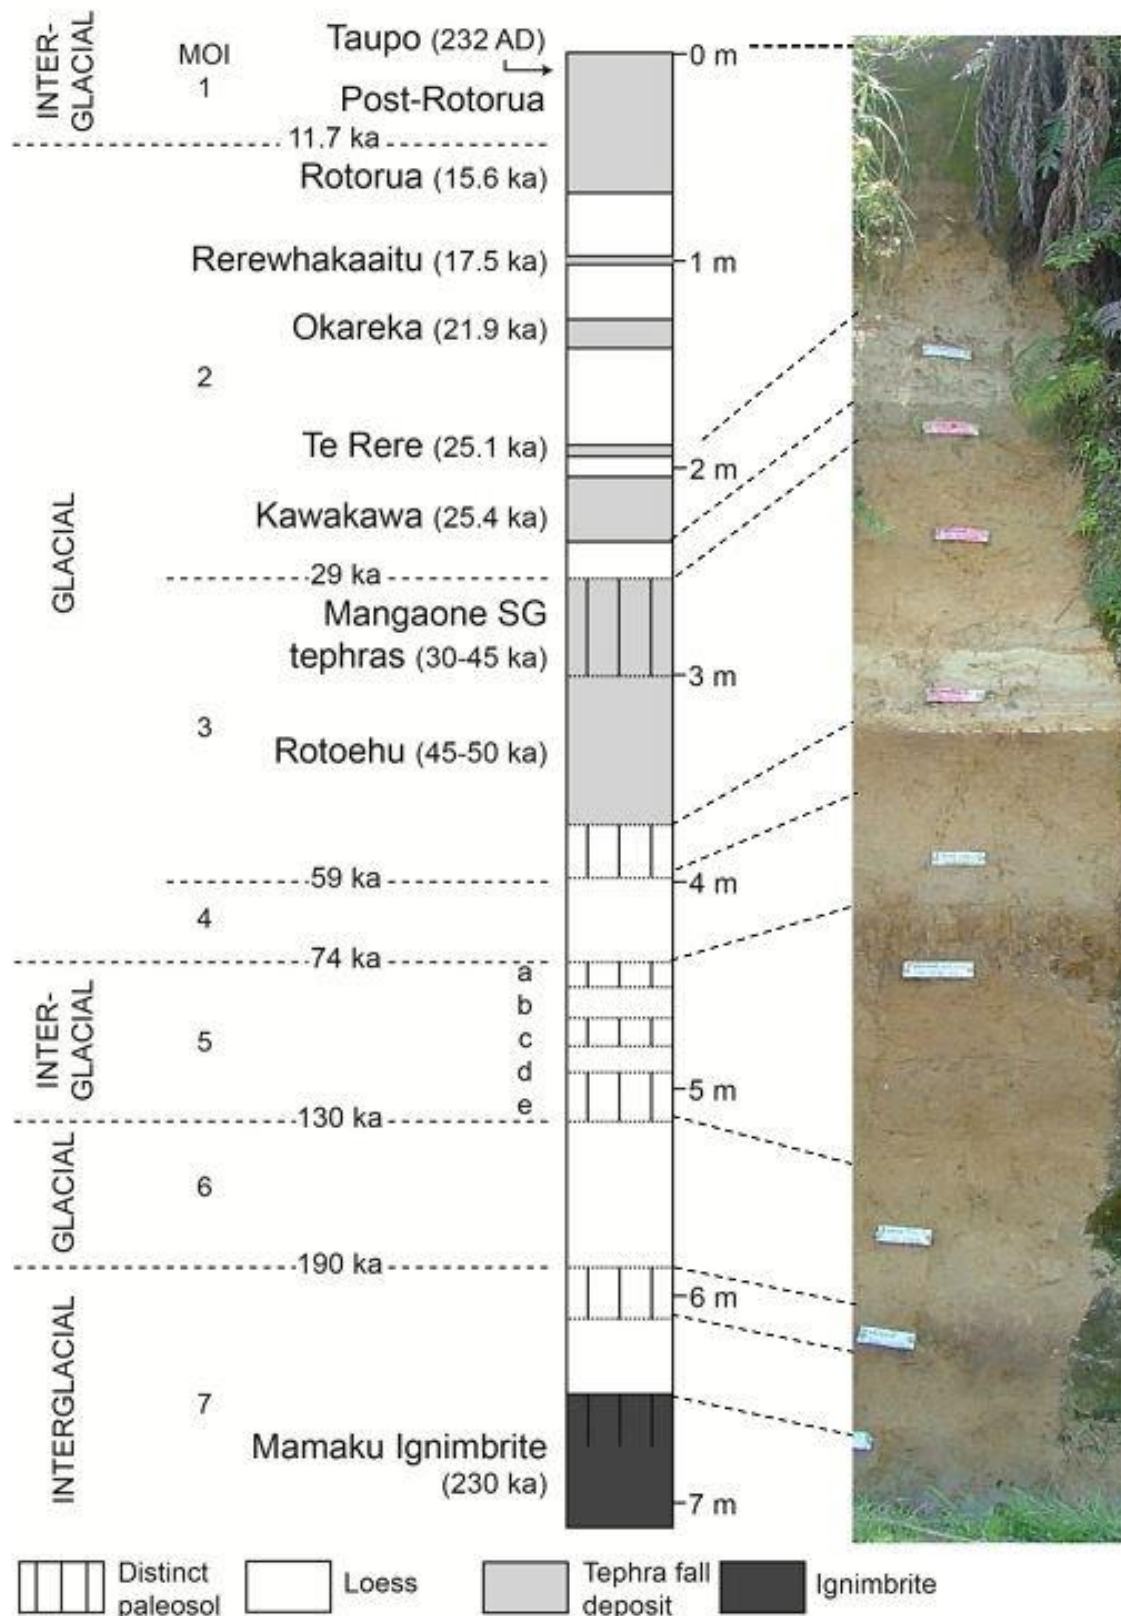 INTER-
GLACIAL
MOI
1
Taupo (232 AD)
0 m
Post-Rotorua
11.7 ka
Rotorua (15.6 ka)
Rerewhakaaitu (17.5 ka)
1 m
Okareka (21.9 ka)
2
Te Rere (25.1 ka)
2 m
Kawakawa (25.4 ka)
GLACIAL
29 ka
Mangaone SG
tephras (30-45 ka)
3 m
3
Rotoehu (45-50 ka)
59 ka
4 m
4
74 ka
a
b
INTER-
GLACIAL
5
c
d
5 m
e
130 ka
GLACIAL
6
190 ka
6 m
INTERGLACIAL
7
Mamaku Ignimbrite
(230 ka)
7 m
Distinct
paleosol
Loess
Tephra fall
deposit
Ignimbrite